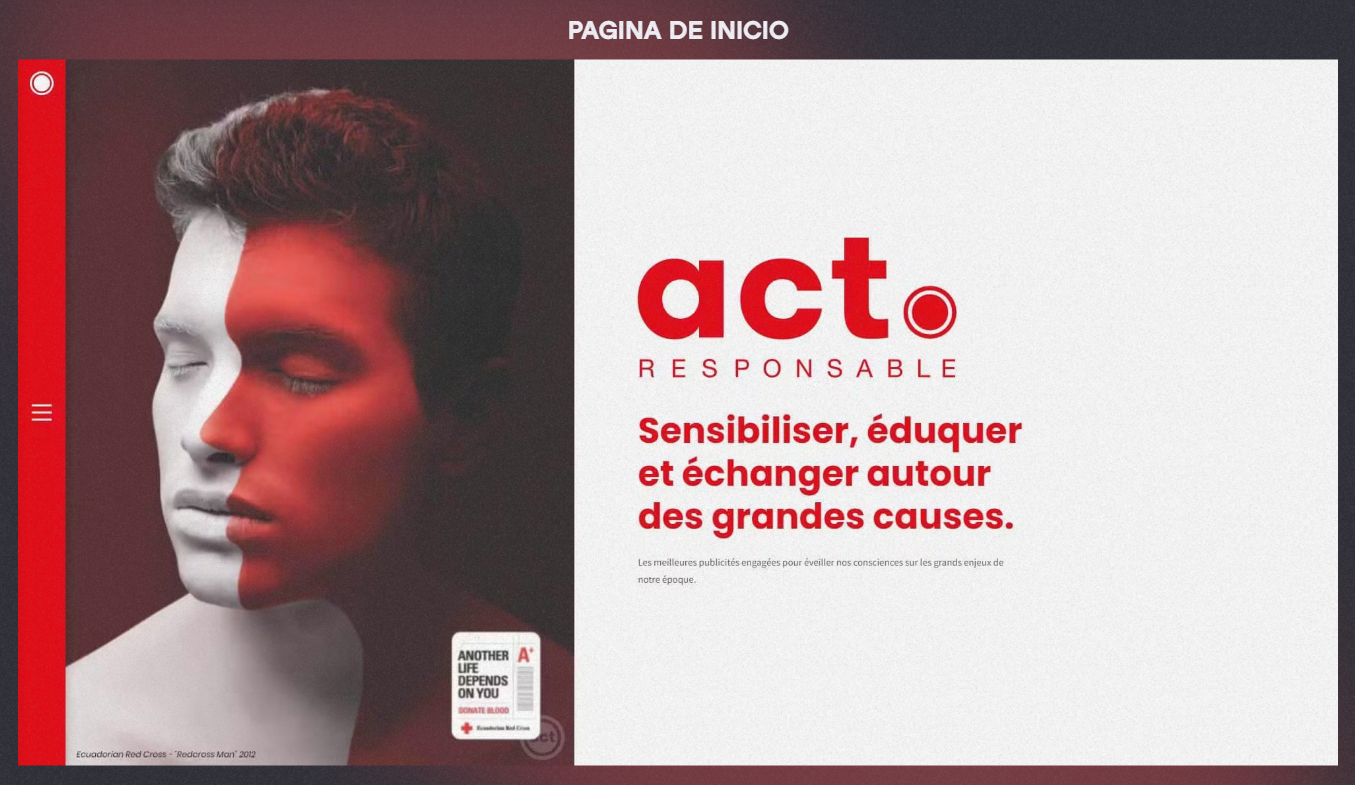 PAGINA DE INICIO
act
RESPONSABLE
Sensibiliser, éduquer
et échanger autour
des grandes causes.
Les meilleures publicités engagées pour éveiller nos consciences sur les grands enjeux de
notre époque.
ANOTHER
LIFE
DEPENDS
ON YOU
A+
DONATE BLOOD
Ecuadorian Red Cross
act
Ecuadorian Red Cross - "Redcross Man" 2012